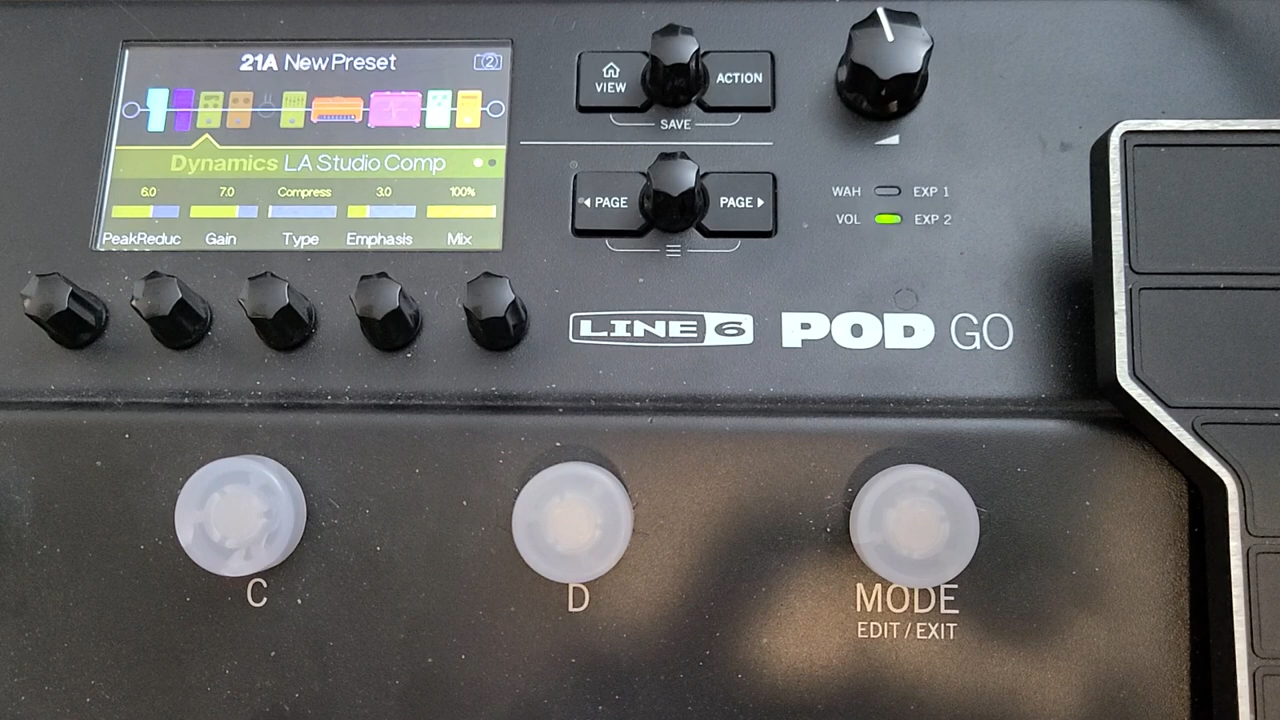 21A New Preset
2
Dynamics LA Studio Comp
6.0 7.0 Compress 3.0 100%
PeakReduc Gain Type Emphasis Mix
VIEW ACTION
SAVE
PAGE PAGE
WAH EXP 1
VOL EXP 2
LINE 6 POD GO
C D MODE
EDIT / EXIT